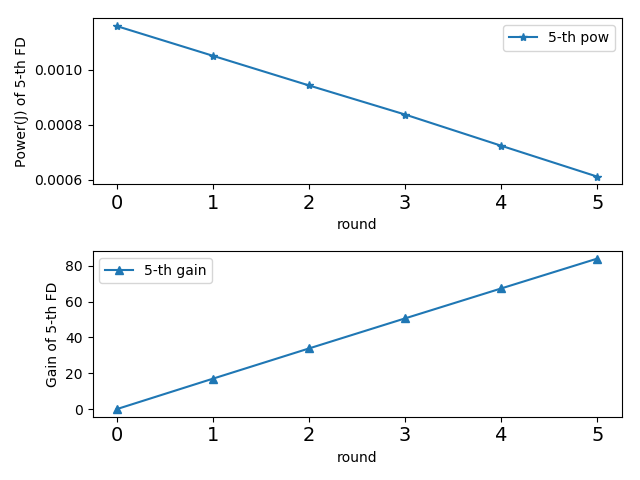 5-th pow
Power(J) of 5-th FD
0.0010
0.0008
0.0006
0 1 2 3 4 5
round
5-th gain
Gain of 5-th FD
80
60
40
20
0
0 1 2 3 4 5
round